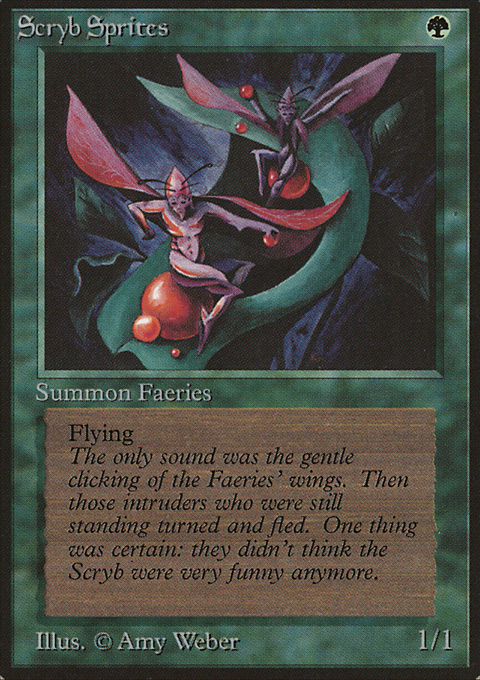 Scryb Sprites
Summon Faeries
Flying
The only sound was the gentle
clicking of the Faeries' wings. Then
those intruders who were still
standing turned and fled. One thing
was certain: they didn't think the
Scryb were very funny anymore.
Illus. © Amy Weber
1/1